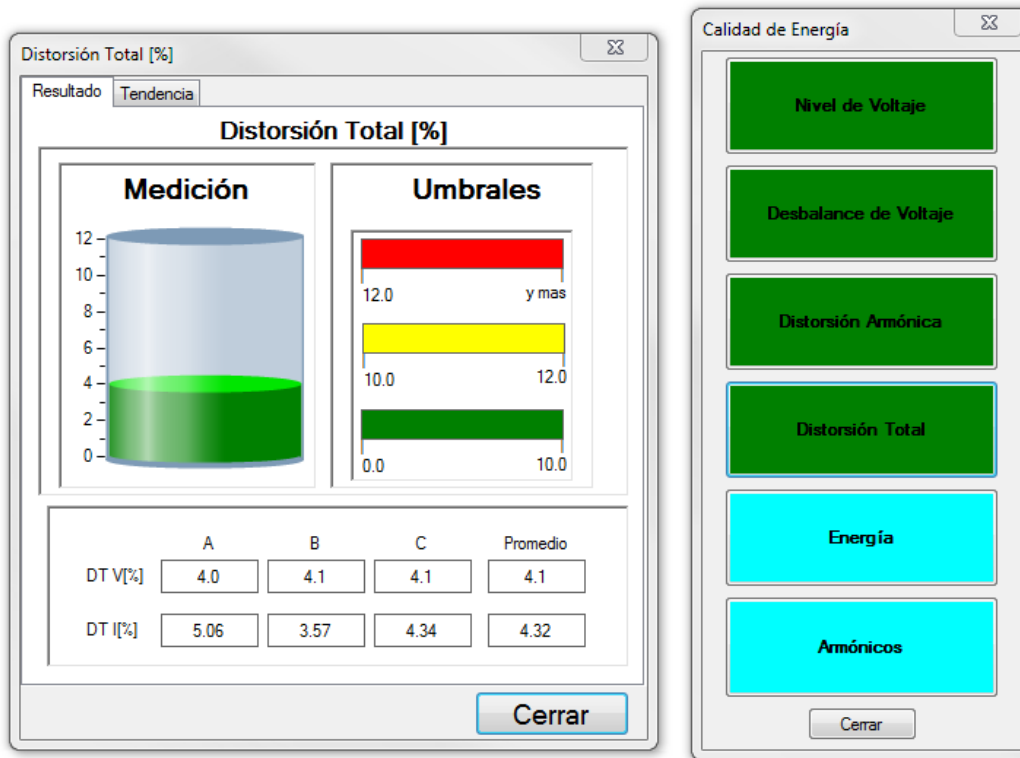 Distorsión Total [%]
Resultado Tendencia
Distorsión Total [%]
Medición
12
10
8
6
4
2
0
Umbrales
12.0 y mas
10.0 12.0
0.0 10.0
A B C Promedio
DT V[%] 4.0 4.1 4.1 4.1
DT I[%] 5.06 3.57 4.34 4.32
Cerrar
Calidad de Energía
Nivel de Voltaje
Desbalance de Voltaje
Distorsión Armónica
Distorsión Total
Energía
Armónicos
Cerrar